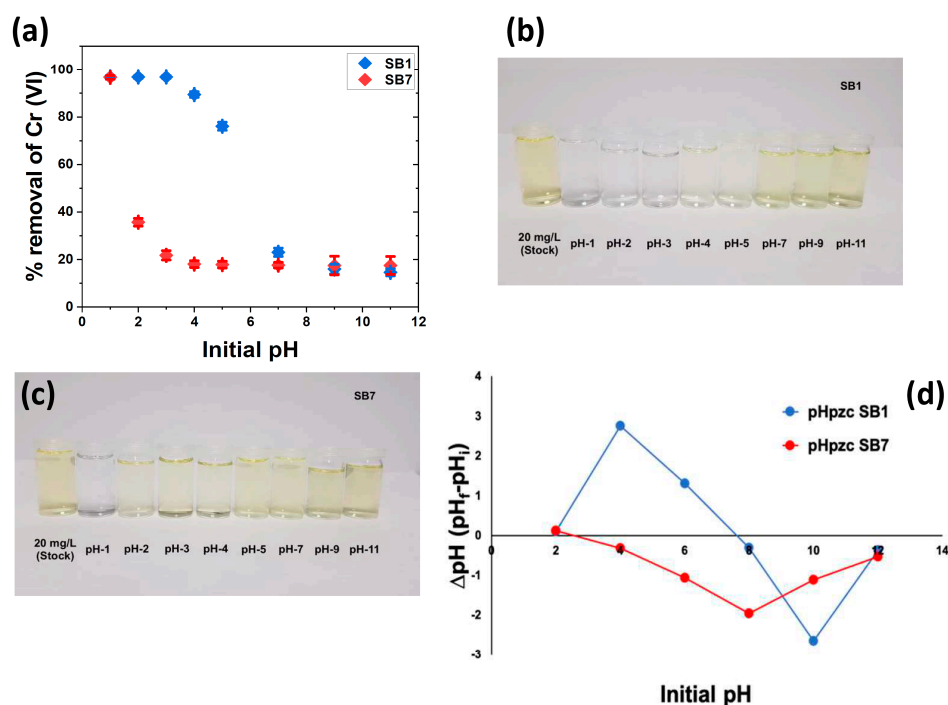 (a)
% removal of Cr (VI)
100
80
60
40
20
0
0 2 4 6 8 10 12
Initial pH
SB1
SB7
(b)
SB1
20 mg/L
(Stock)
pH-1 pH-2 pH-3 pH-4 pH-5 pH-7 pH-9 pH-11
(c)
SB7
20 mg/L
(Stock)
pH-1 pH-2 pH-3 pH-4 pH-5 pH-7 pH-9 pH-11
(d)
ΔpH (pHf-pHi)
4
3
2
1
0
-1
-2
-3
0 2 4 6 8 10 12 14
pHpzc SB1
pHpzc SB7
Initial pH